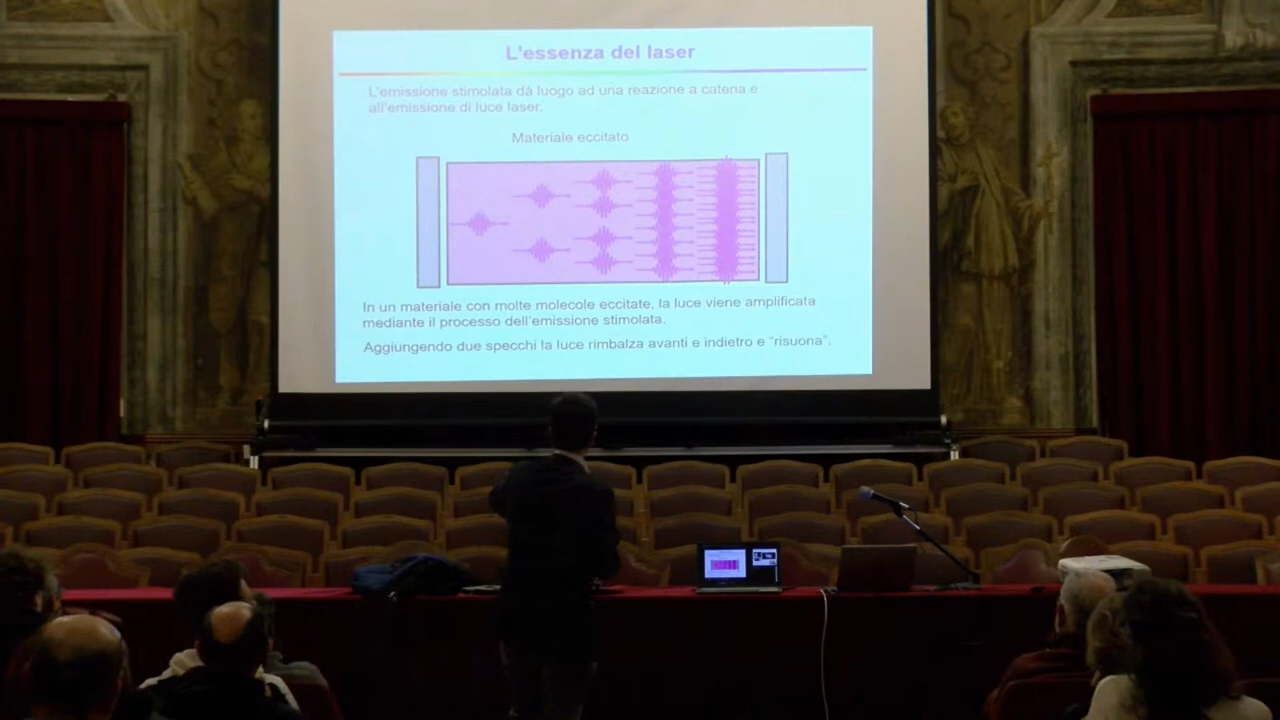 L'essenza del laser
L'emissione stimolata dà luogo ad una reazione a catena e
all'emissione di luce laser.
Materiale eccitato
In un materiale con molte molecole eccitate, la luce viene amplificata
mediante il processo dell'emissione stimolata.
Aggiungendo due specchi la luce rimbalza avanti e indietro e "risuona".